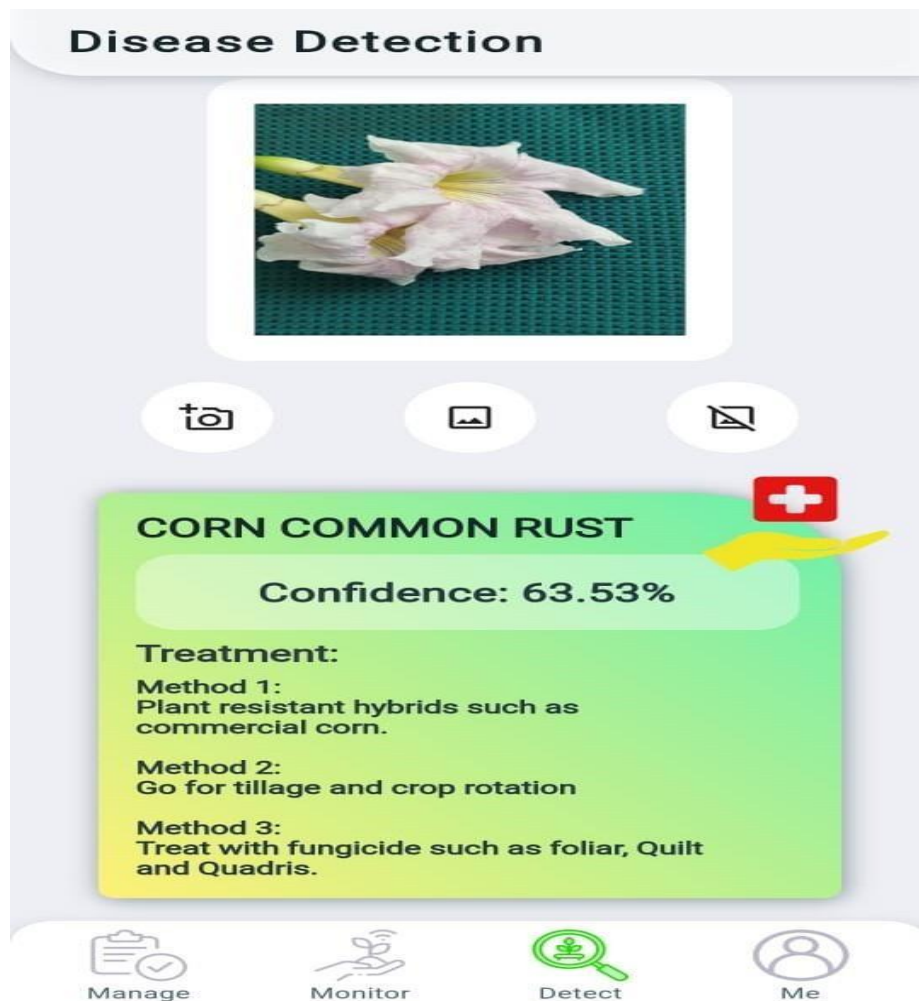 Disease Detection
CORN COMMON RUST
Confidence: 63.53%
Treatment:
Method 1:
Plant resistant hybrids such as
commercial corn.
Method 2:
Go for tillage and crop rotation
Method 3:
Treat with fungicide such as foliar, Quilt
and Quadris.
Manage Monitor Detect Me